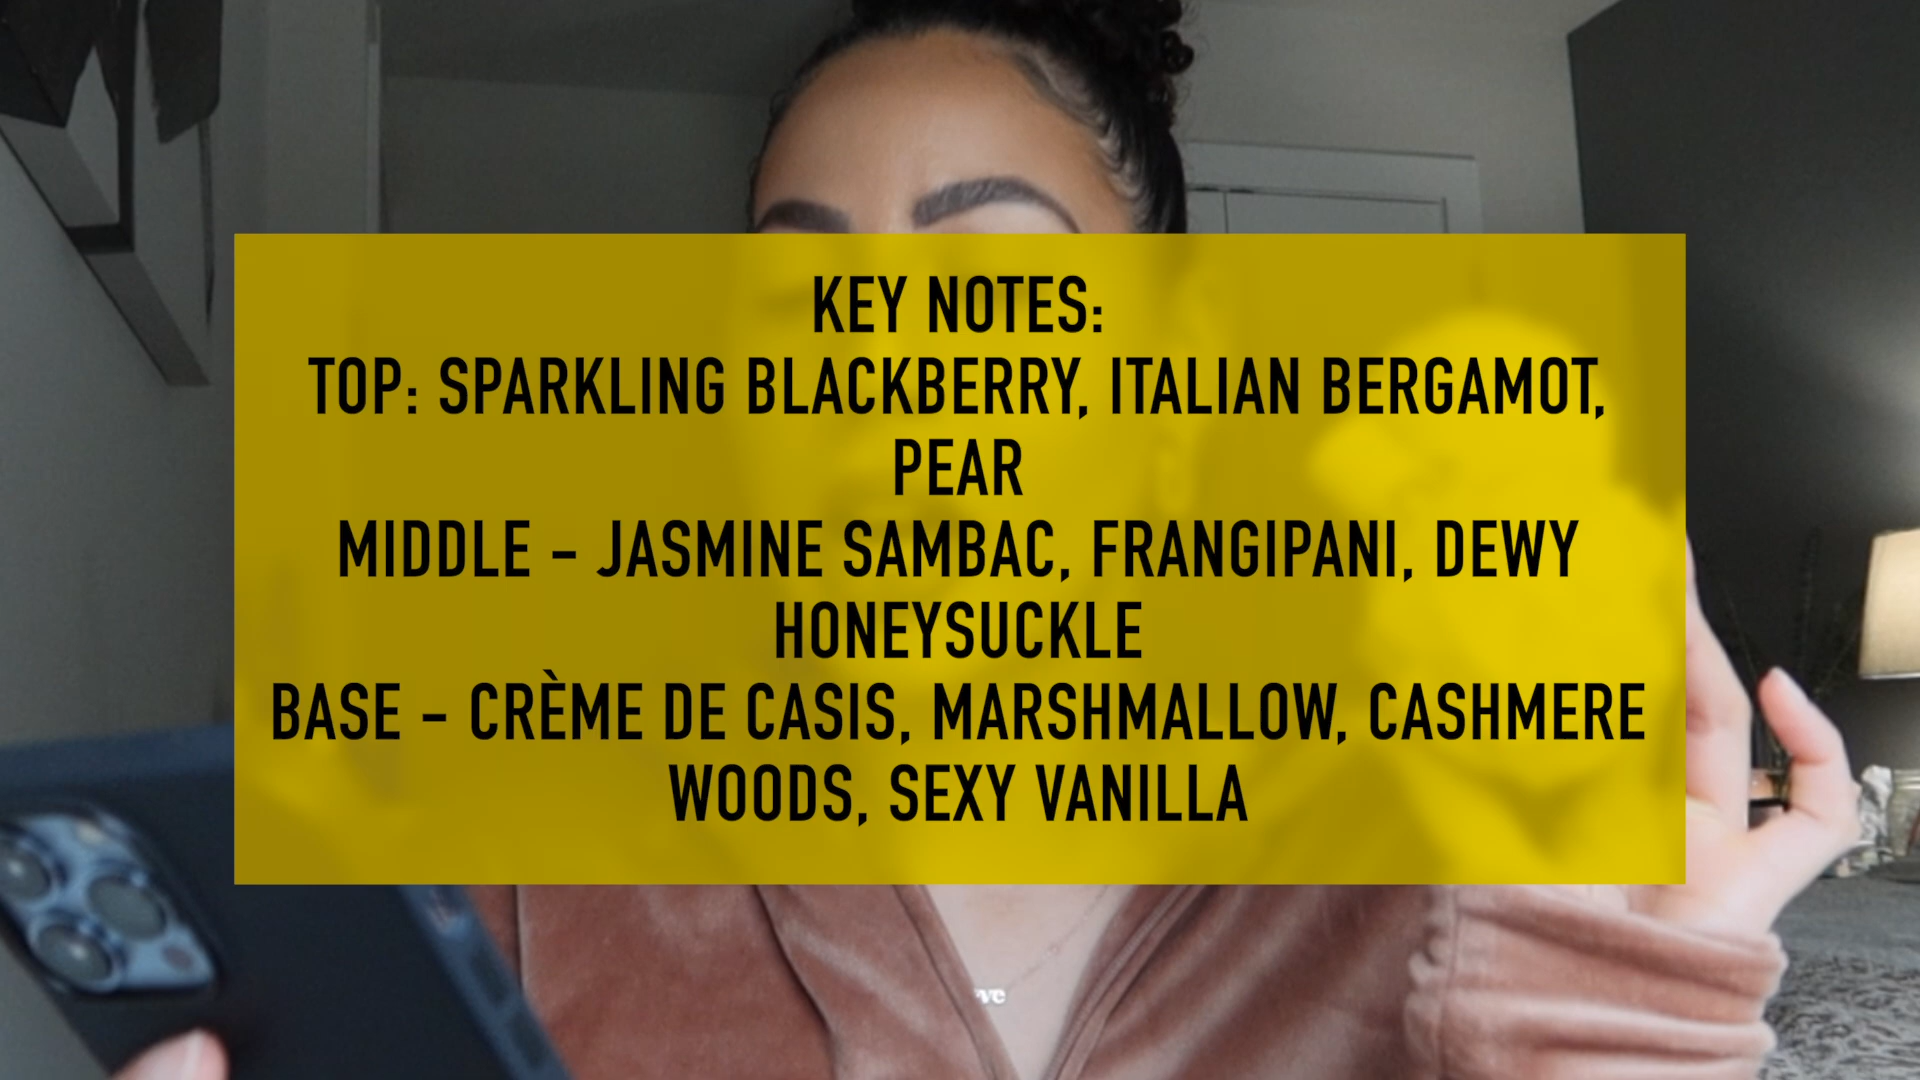 KEY NOTES:
TOP: SPARKLING BLACKBERRY, ITALIAN BERGAMOT,
PEAR
MIDDLE - JASMINE SAMBAC, FRANGIPANI, DEWY
HONEYSUCKLE
BASE - CRÈME DE CASIS, MARSHMALLOW, CASHMERE
WOODS, SEXY VANILLA